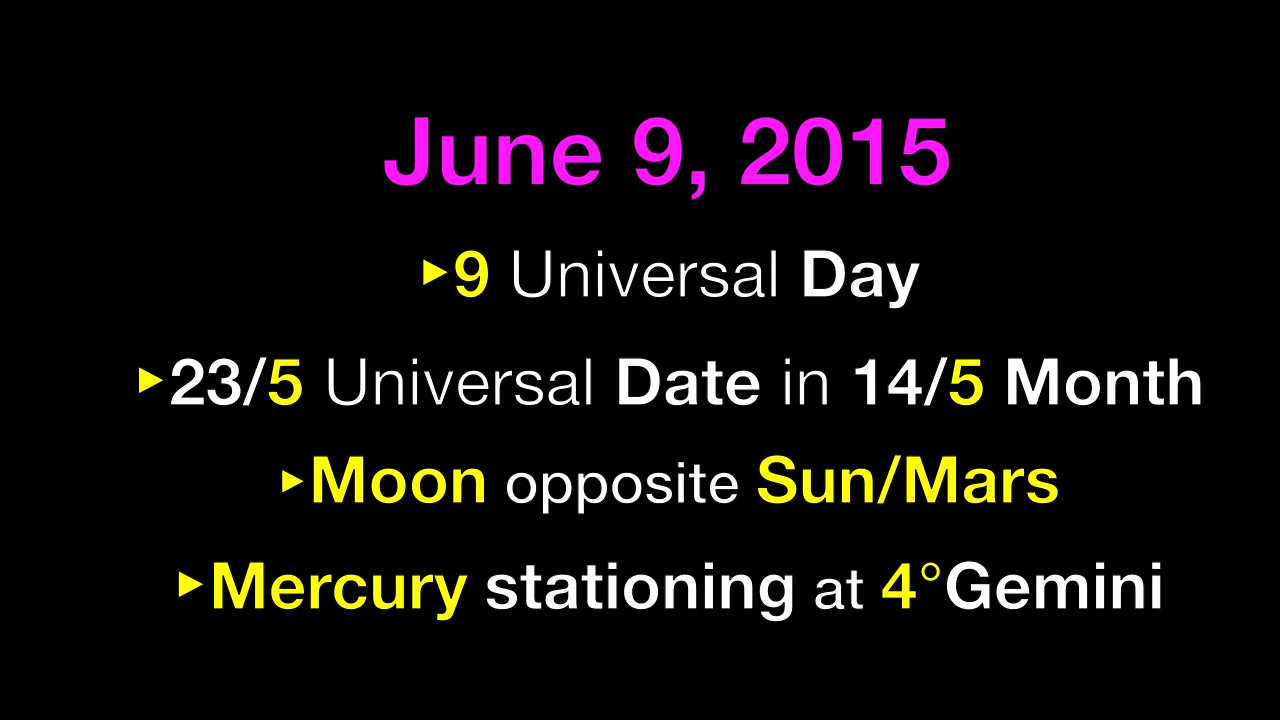 June 9, 2015
▸9 Universal Day
▸23/5 Universal Date in 14/5 Month
▸Moon opposite Sun/Mars
▸Mercury stationing at 4°Gemini